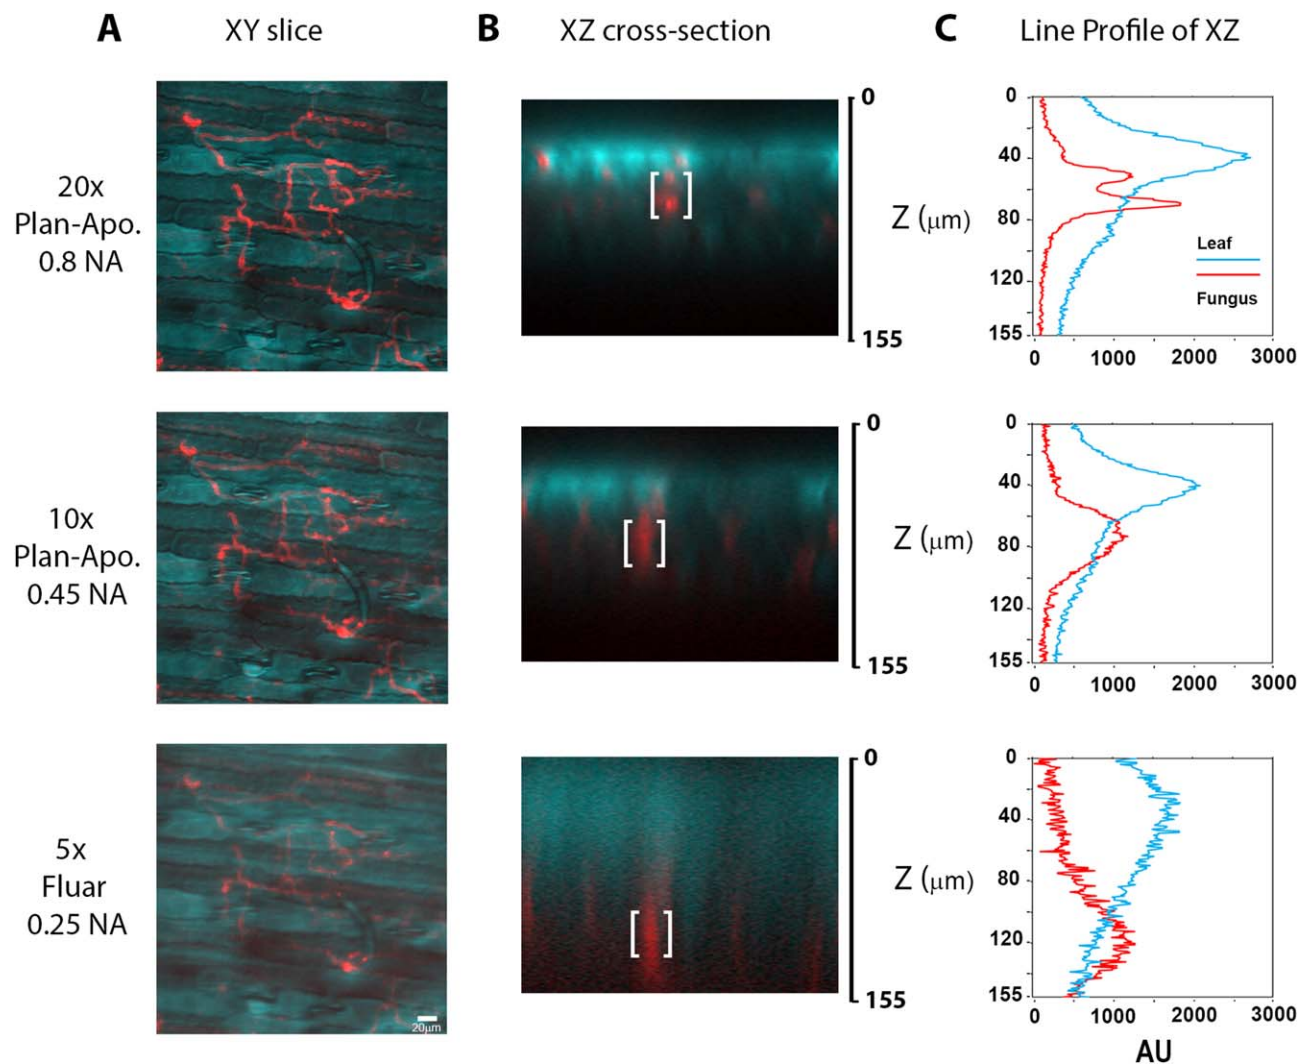 A XY slice B XZ cross-section C Line Profile of XZ
20x
Plan-Apo.
0.8 NA
0
155
Z (μm)
0
40
80
120
155
Leaf
Fungus
0 1000 2000 3000
10x
Plan-Apo.
0.45 NA
0
155
Z (μm)
0
40
80
120
155
0 1000 2000 3000
5x
Fluar
0.25 NA
20μm
0
155
Z (μm)
0
40
80
120
155
0 1000 2000 3000
AU